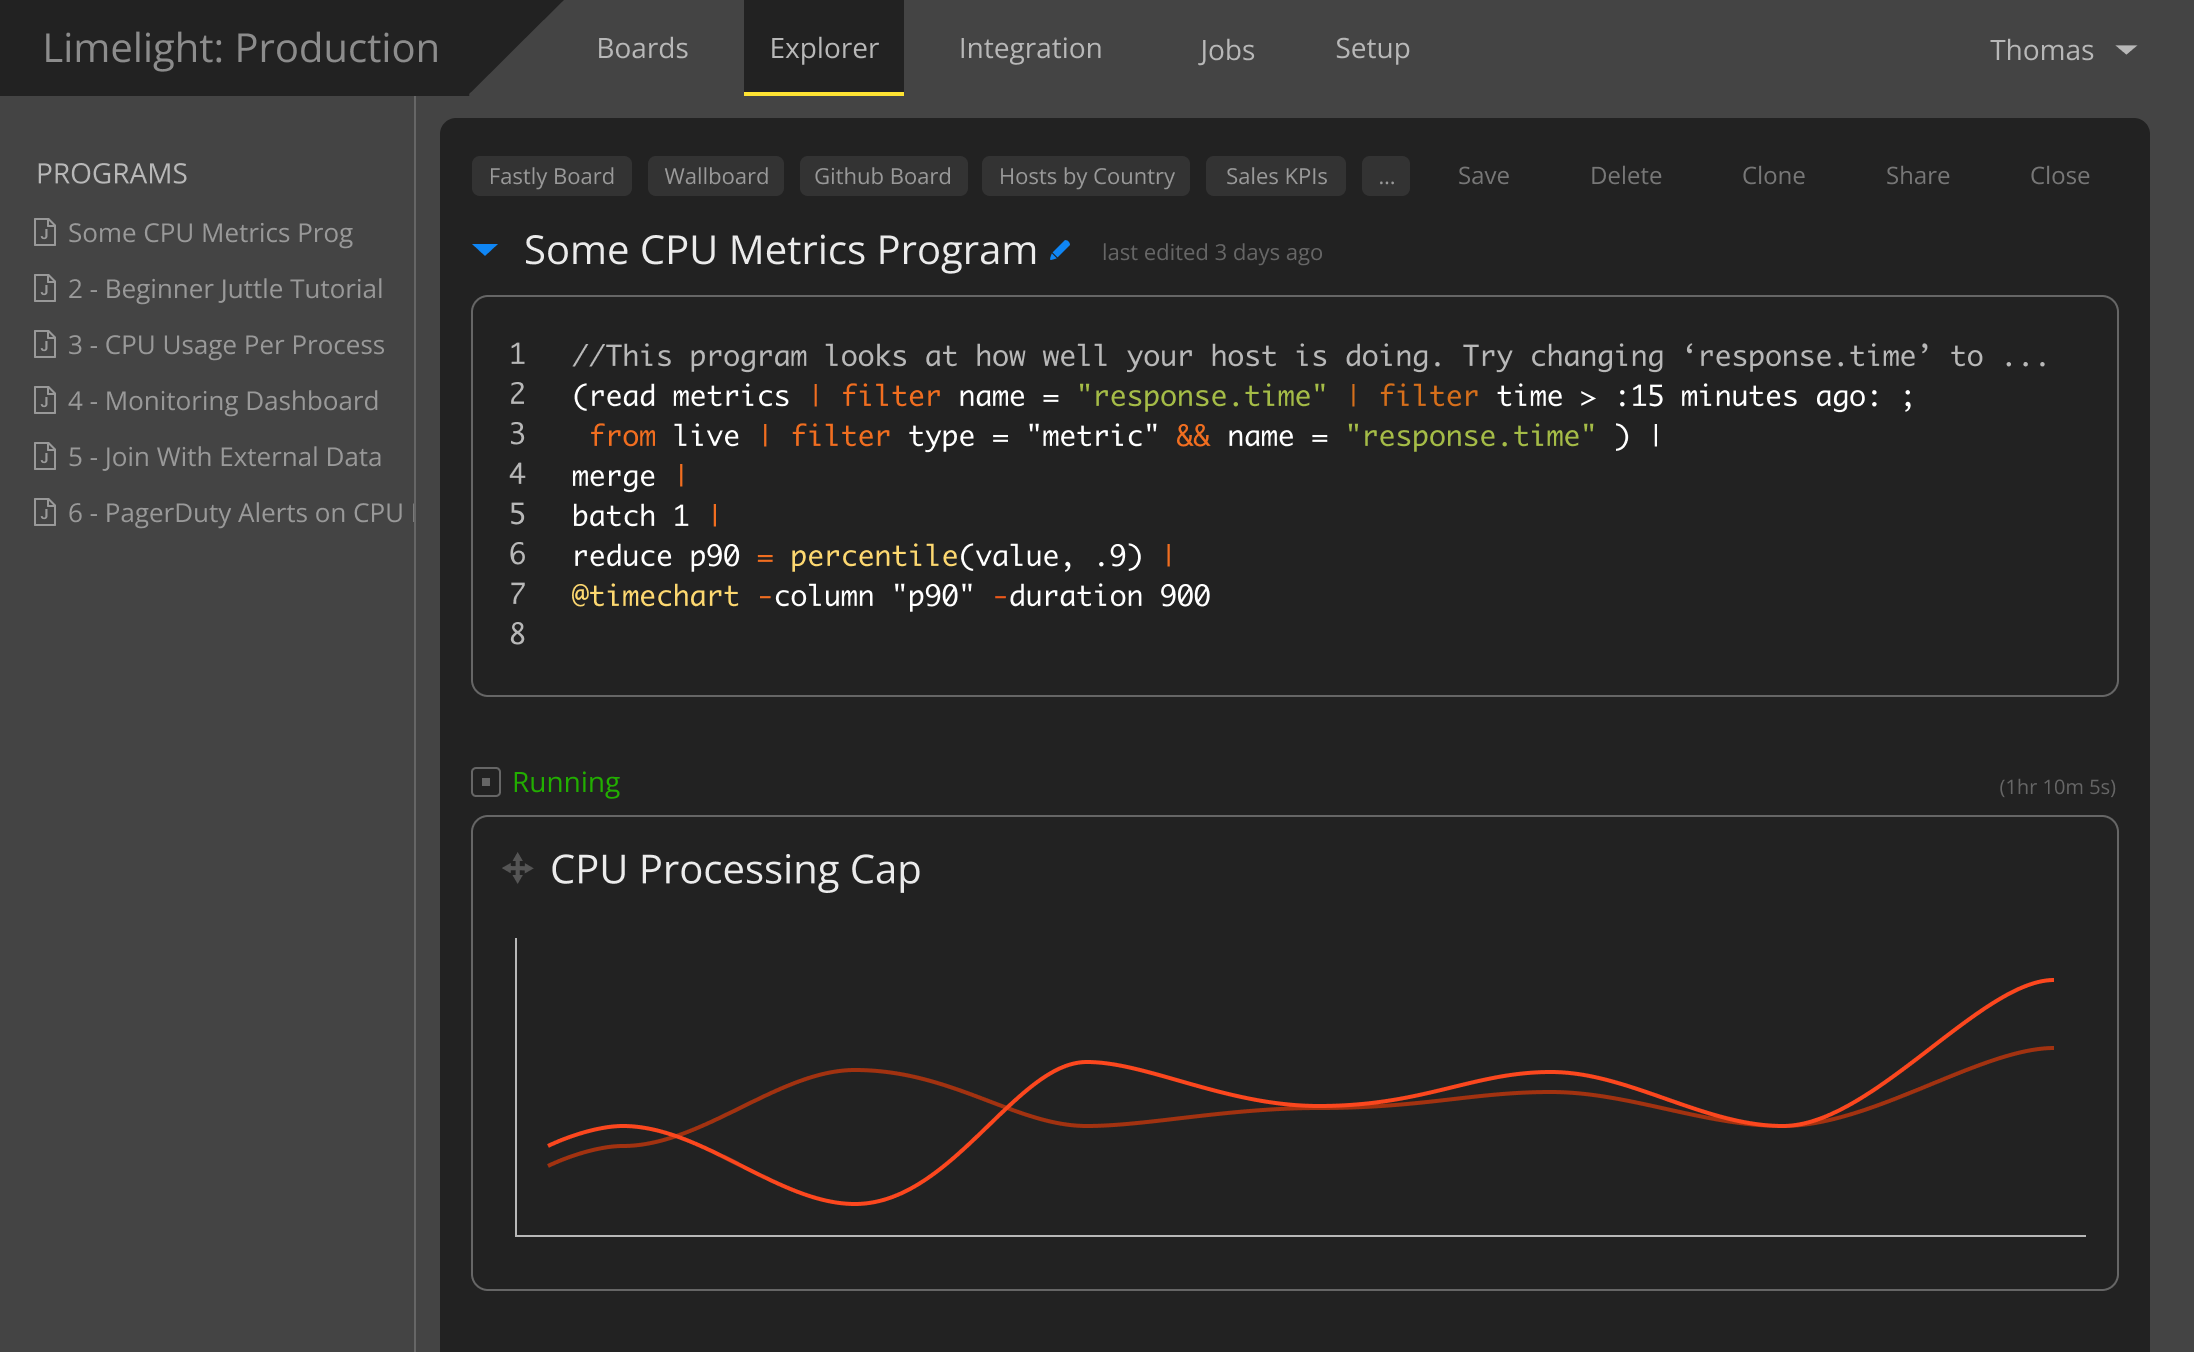 Limelight: Production
Boards
Explorer
Integration
Jobs
Setup
Thomas
PROGRAMS
Some CPU Metrics Prog
2 - Beginner Juttle Tutorial
3 - CPU Usage Per Process
4 - Monitoring Dashboard
5 - Join With External Data
6 - PagerDuty Alerts on CPU
Fastly Board
Wallboard
Github Board
Hosts by Country
Sales KPIs
...
Save
Delete
Clone
Share
Close
Some CPU Metrics Program
last edited 3 days ago
1 //This program looks at how well your host is doing. Try changing ‘response.time’ to ...
2 (read metrics | filter name = "response.time" | filter time > :15 minutes ago: ;
3 from live | filter type = "metric" && name = "response.time" ) |
4 merge |
5 batch 1 |
6 reduce p90 = percentile(value, .9) |
7 @timechart -column "p90" -duration 900
8
Running
(1hr 10m 5s)
CPU Processing Cap